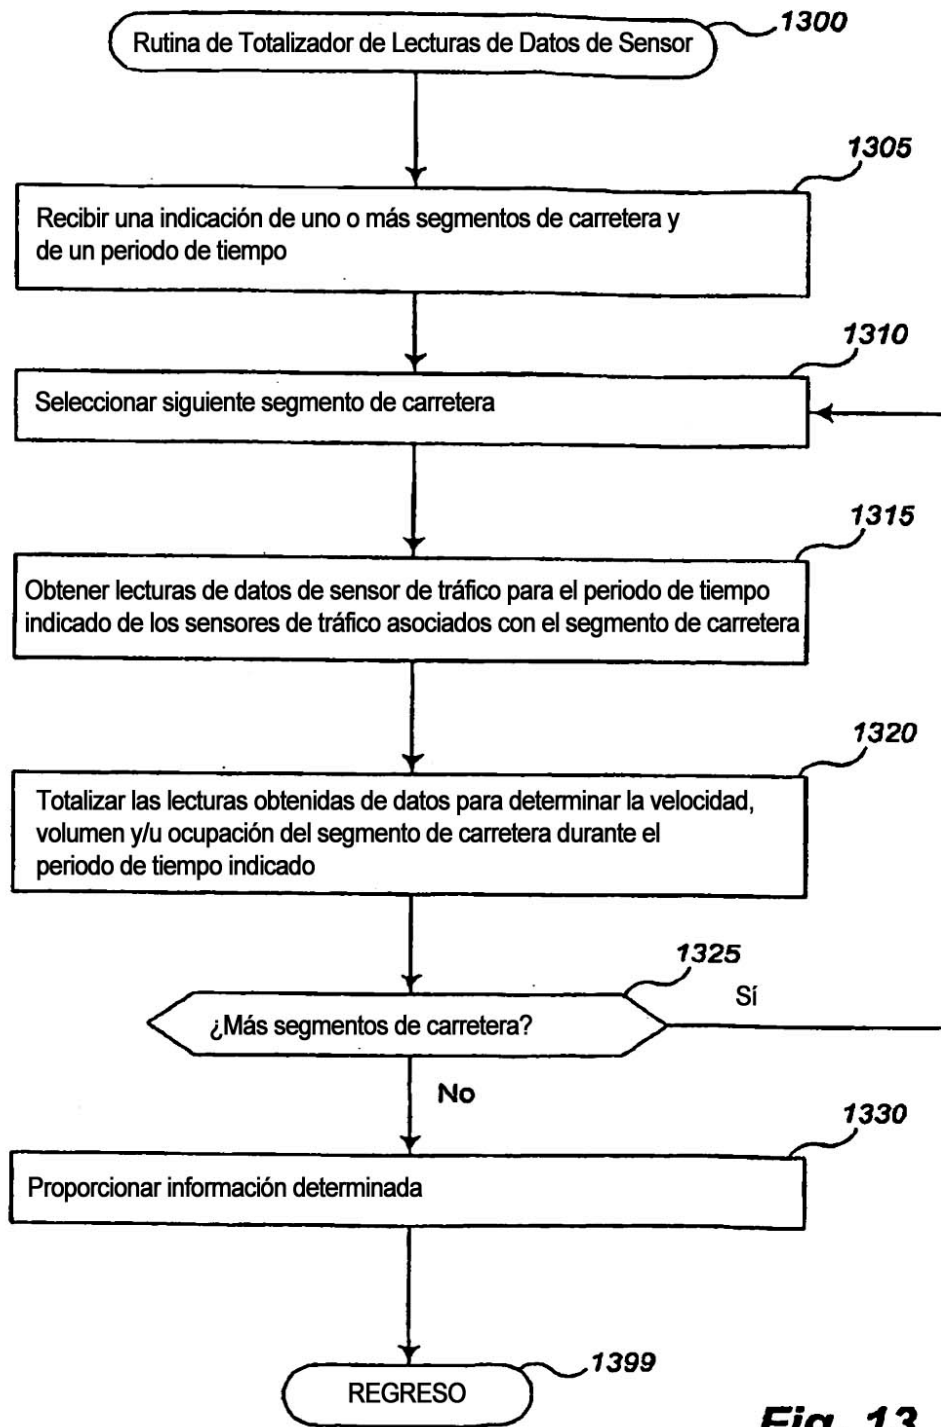 1300
Rutina de Totalizador de Lecturas de Datos de Sensor
1305
Recibir una indicación de uno o más segmentos de carretera y
de un periodo de tiempo
1310
Seleccionar siguiente segmento de carretera
1315
Obtener lecturas de datos de sensor de tráfico para el periodo de tiempo
indicado de los sensores de tráfico asociados con el segmento de carretera
1320
Totalizar las lecturas obtenidas de datos para determinar la velocidad,
volumen y/u ocupación del segmento de carretera durante el
periodo de tiempo indicado
1325
¿Más segmentos de carretera?
Sí
No
1330
Proporcionar información determinada
1399
REGRESO
Fig. 13